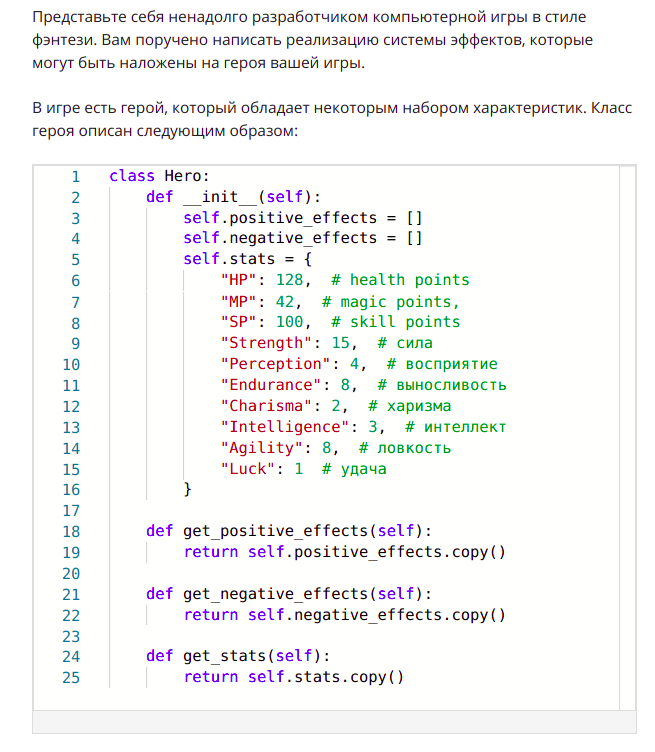 Представьте себя ненадолго разработчиком компьютерной игры в стиле
фэнтези. Вам поручено написать реализацию системы эффектов, которые
могут быть наложены на героя вашей игры.
В игре есть герой, который обладает некоторым набором характеристик. Класс
героя описан следующим образом:
1 class Hero:
2     def __init__(self):
3         self.positive_effects = []
4         self.negative_effects = []
5         self.stats = {
6             "HP": 128,  # health points
7             "MP": 42,  # magic points,
8             "SP": 100,  # skill points
9             "Strength": 15,  # сила
10             "Perception": 4,  # восприятие
11             "Endurance": 8,  # выносливость
12             "Charisma": 2,  # харизма
13             "Intelligence": 3,  # интеллект
14             "Agility": 8,  # ловкость
15             "Luck": 1  # удача
16         }
17
18     def get_positive_effects(self):
19         return self.positive_effects.copy()
20
21     def get_negative_effects(self):
22         return self.negative_effects.copy()
23
24     def get_stats(self):
25         return self.stats.copy()